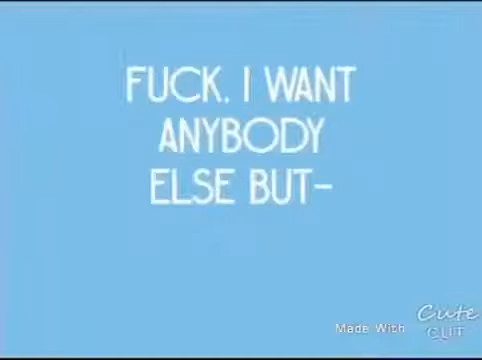 FUCK. I WANT
ANYBODY
ELSE BUT-
Made With Cute
CUT